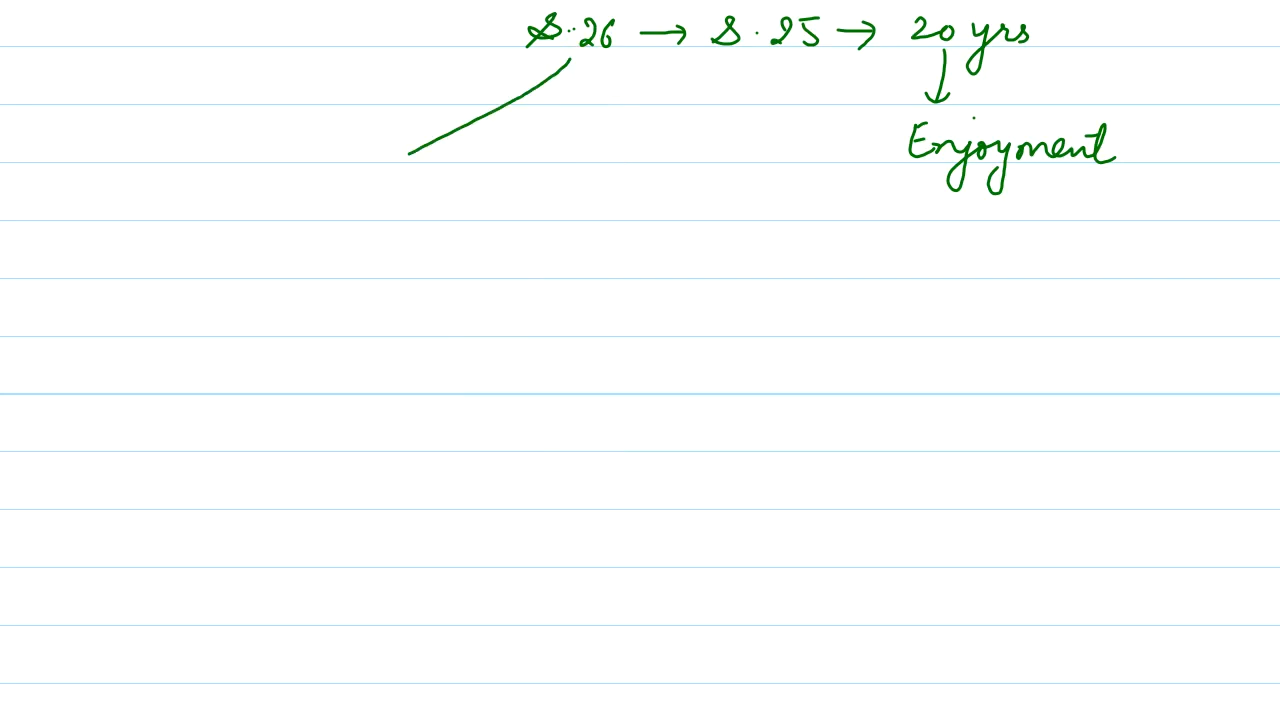 S. 26 → S. 25 → 20 yrs
Enjoyment